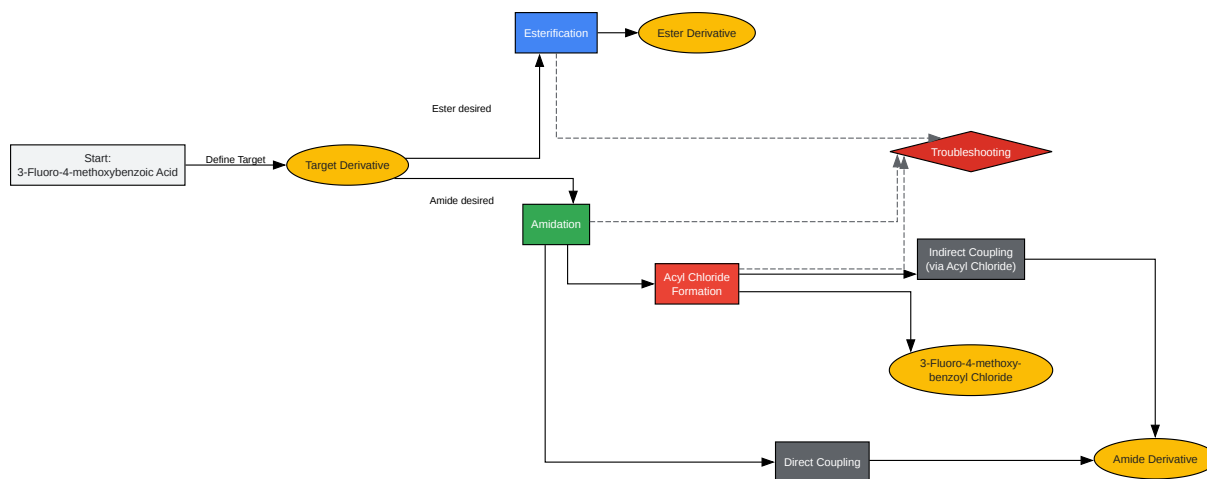 Esterification
Ester Derivative
Ester desired
Start:
3-Fluoro-4-methoxybenzoic Acid
Define Target
Target Derivative
Troubleshooting
Amide desired
Amidation
Acyl Chloride
Formation
Indirect Coupling
(via Acyl Chloride)
3-Fluoro-4-methoxy-
benzoyl Chloride
Direct Coupling
Amide Derivative